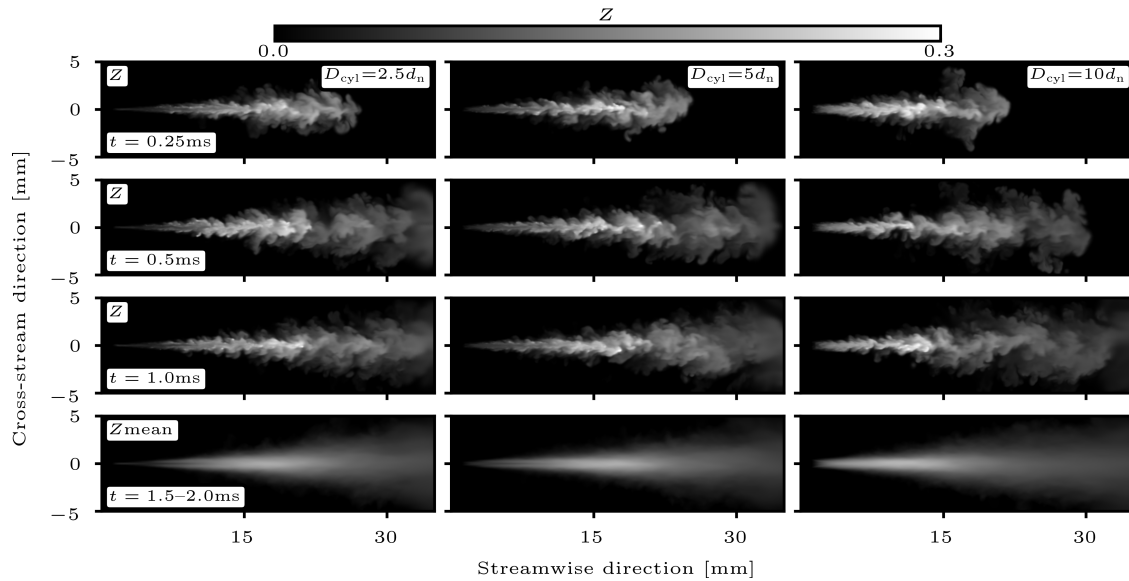 Z
0.0 0.3
5 Z D_cyl=2.5d_n D_cyl=5d_n D_cyl=10d_n
0
−5 t = 0.25ms
5 Z
0
−5 t = 0.5ms
5 Z
0
−5 t = 1.0ms
5 Zmean
0
−5 t = 1.5–2.0ms
Cross-stream direction [mm]
15 30 15 30 15 30
Streamwise direction [mm]